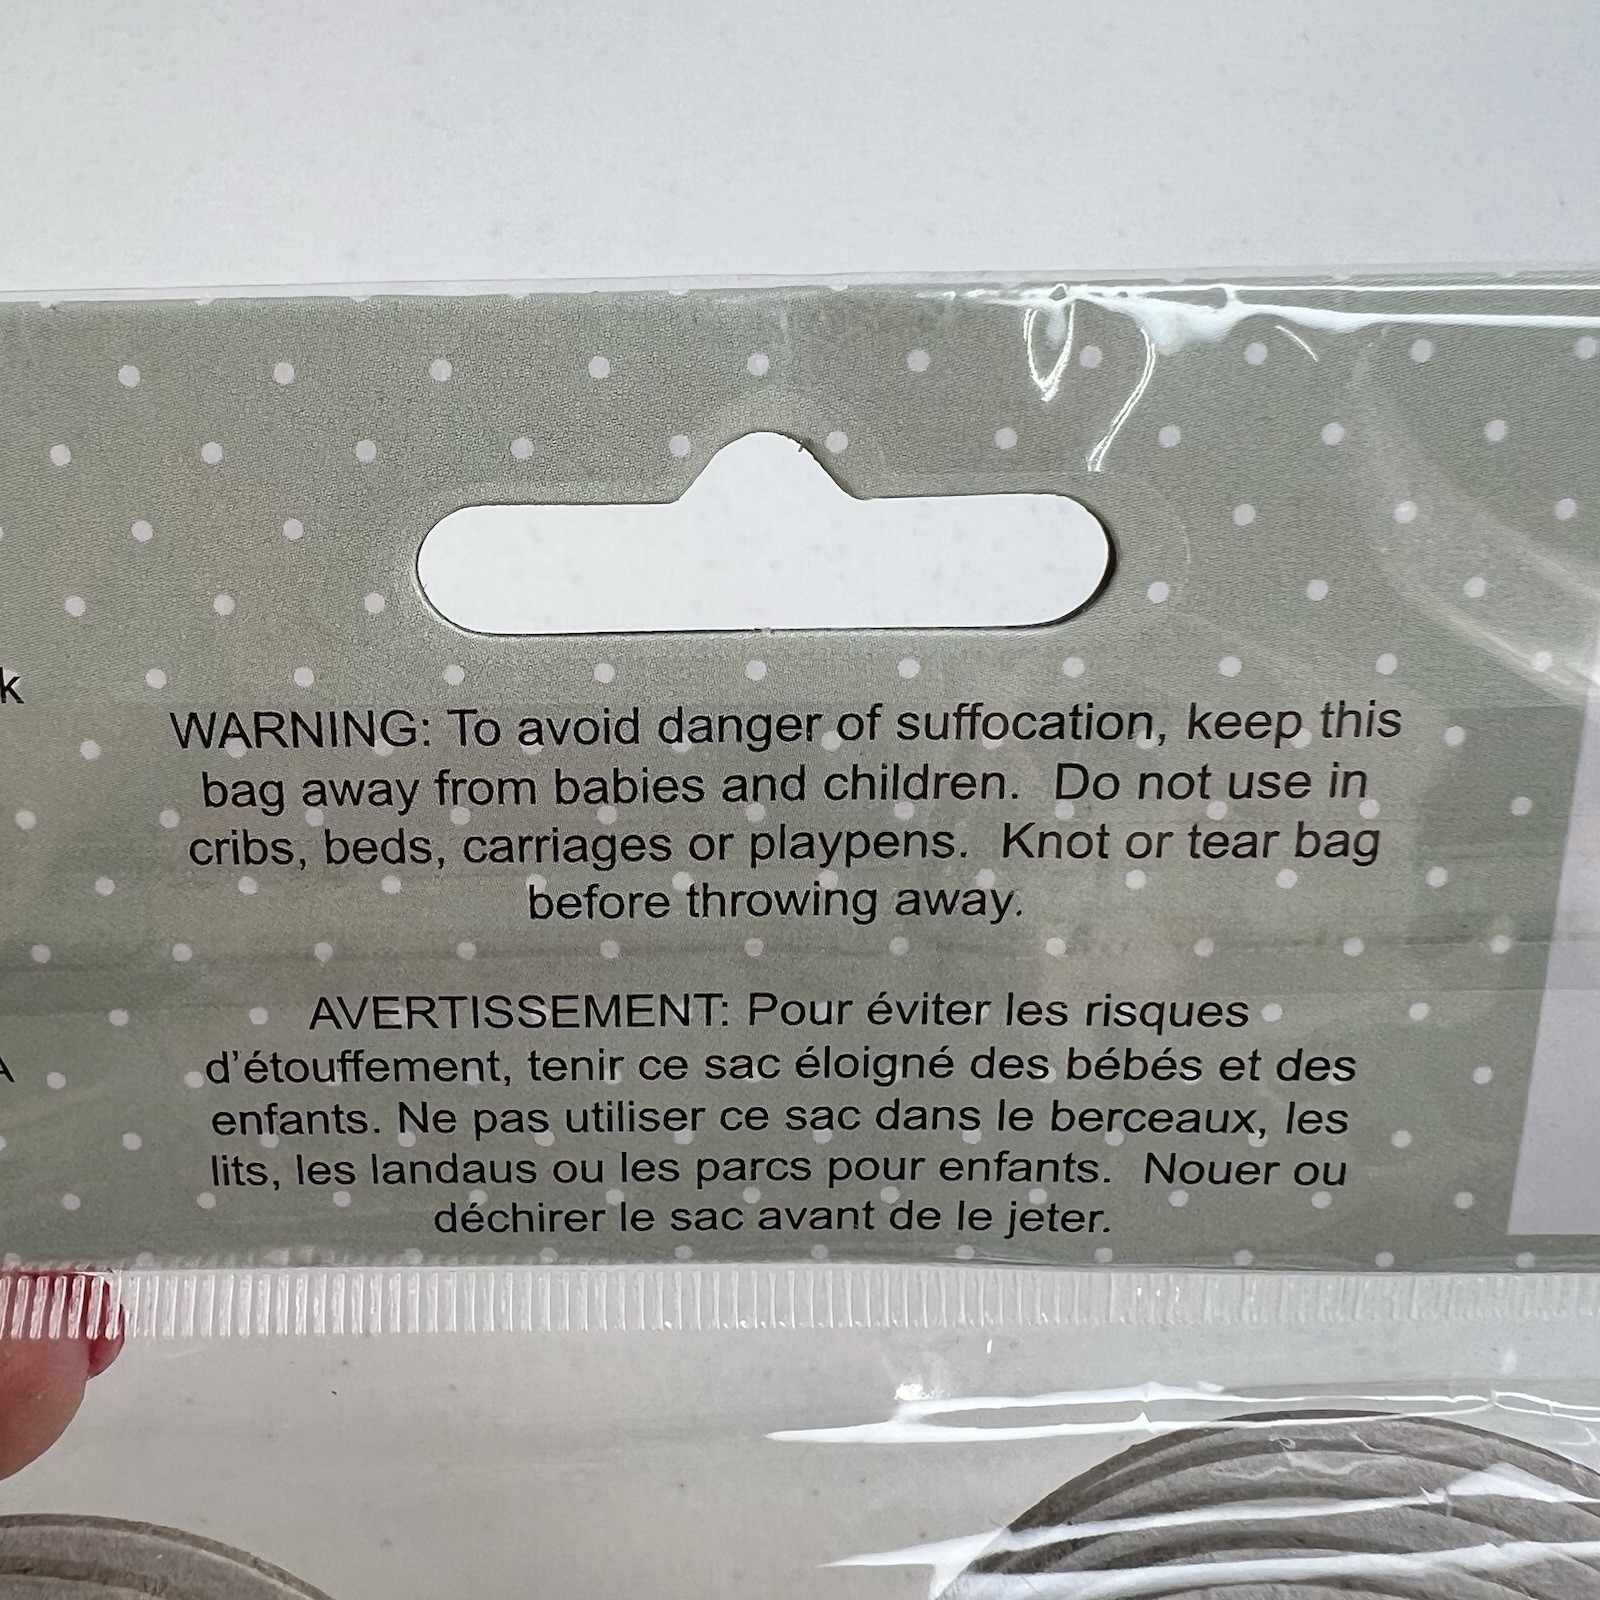 k
WARNING: To avoid danger of suffocation, keep this
bag away from babies and children. Do not use in
cribs, beds, carriages or playpens. Knot or tear bag
before throwing away.
A
AVERTISSEMENT: Pour éviter les risques
d'étouffement, tenir ce sac éloigné des bébés et des
enfants. Ne pas utiliser ce sac dans le berceaux, les
lits, les landaus ou les parcs pour enfants. Nouer ou
déchirer le sac avant de le jeter.